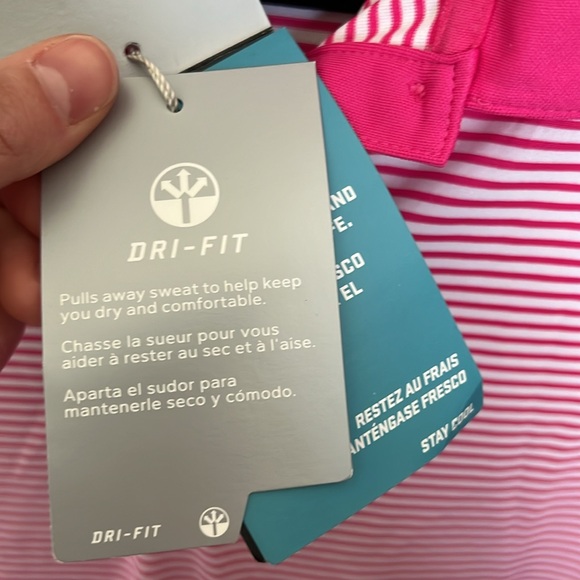 DRI-FIT
Pulls away sweat to help keep
you dry and comfortable.
Chasse la sueur pour vous
aider à rester au sec et à l'aise.
Aparta el sudor para
mantenerle seco y cómodo.
DRI-FIT
EL
RESTEZ AU FRAIS
FRESCO
STAY COOL